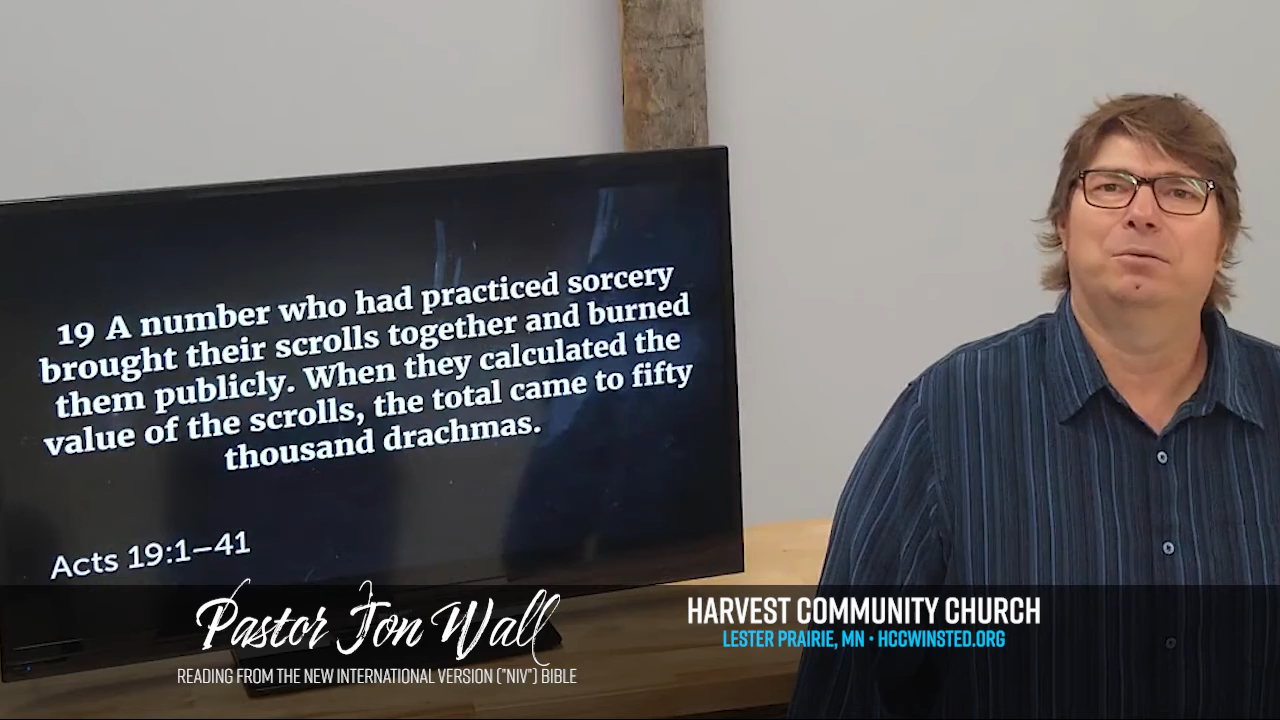 19 A number who had practiced sorcery
brought their scrolls together and burned
them publicly. When they calculated the
value of the scrolls, the total came to fifty
thousand drachmas.
Acts 19:1–41
Pastor Jon Wall
READING FROM THE NEW INTERNATIONAL VERSION ("NIV") BIBLE
HARVEST COMMUNITY CHURCH
LESTER PRAIRIE, MN • HCCWINSTED.ORG